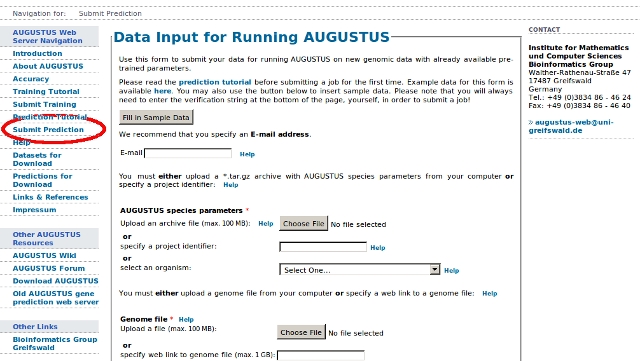 Navigation for: Submit Prediction
AUGUSTUS Web
Server Navigation
Introduction
About AUGUSTUS
Accuracy
Training Tutorial
Submit Training
Prediction Tutorial
Submit Prediction
Help
Datasets for
Download
Predictions for
Download
Links & References
Impressum
Other AUGUSTUS
Resources
AUGUSTUS Wiki
AUGUSTUS Forum
Download AUGUSTUS
Old AUGUSTUS gene
prediction web server
Other Links
Bioinformatics Group
Greifswald
Data Input for Running AUGUSTUS
Use this form to submit your data for running AUGUSTUS on new genomic data with already available pre-
trained parameters.
Please read the prediction tutorial before submitting a job for the first time. Example data for this form is
available here. You may also use the button below to insert sample data. Please note that you will always
need to enter the verification string at the bottom of the page, yourself, in order to submit a job!
Fill in Sample Data
We recommend that you specify an E-mail address.
E-mail Help
You must either upload a *.tar.gz archive with AUGUSTUS species parameters from your computer or
specify a project identifier: Help
AUGUSTUS species parameters *
Upload an archive file (max. 100 MB): Help Choose File No file selected
or
specify a project identifier: Help
or
select an organism: Select One... Help
You must either upload a genome file from your computer or specify a web link to a genome file: Help
Genome file * Help
Upload a file (max. 100 MB): Choose File No file selected
or
specify web link to genome file (max. 1 GB):
CONTACT
Institute for Mathematics
und Computer Sciences
Bioinformatics Group
Walther-Rathenau-Straße 47
17487 Greifswald
Germany
Tel.: +49 (0)3834 86 - 46 24
Fax: +49 (0)3834 86 - 46 40
» augustus-web@uni-
greifswald.de